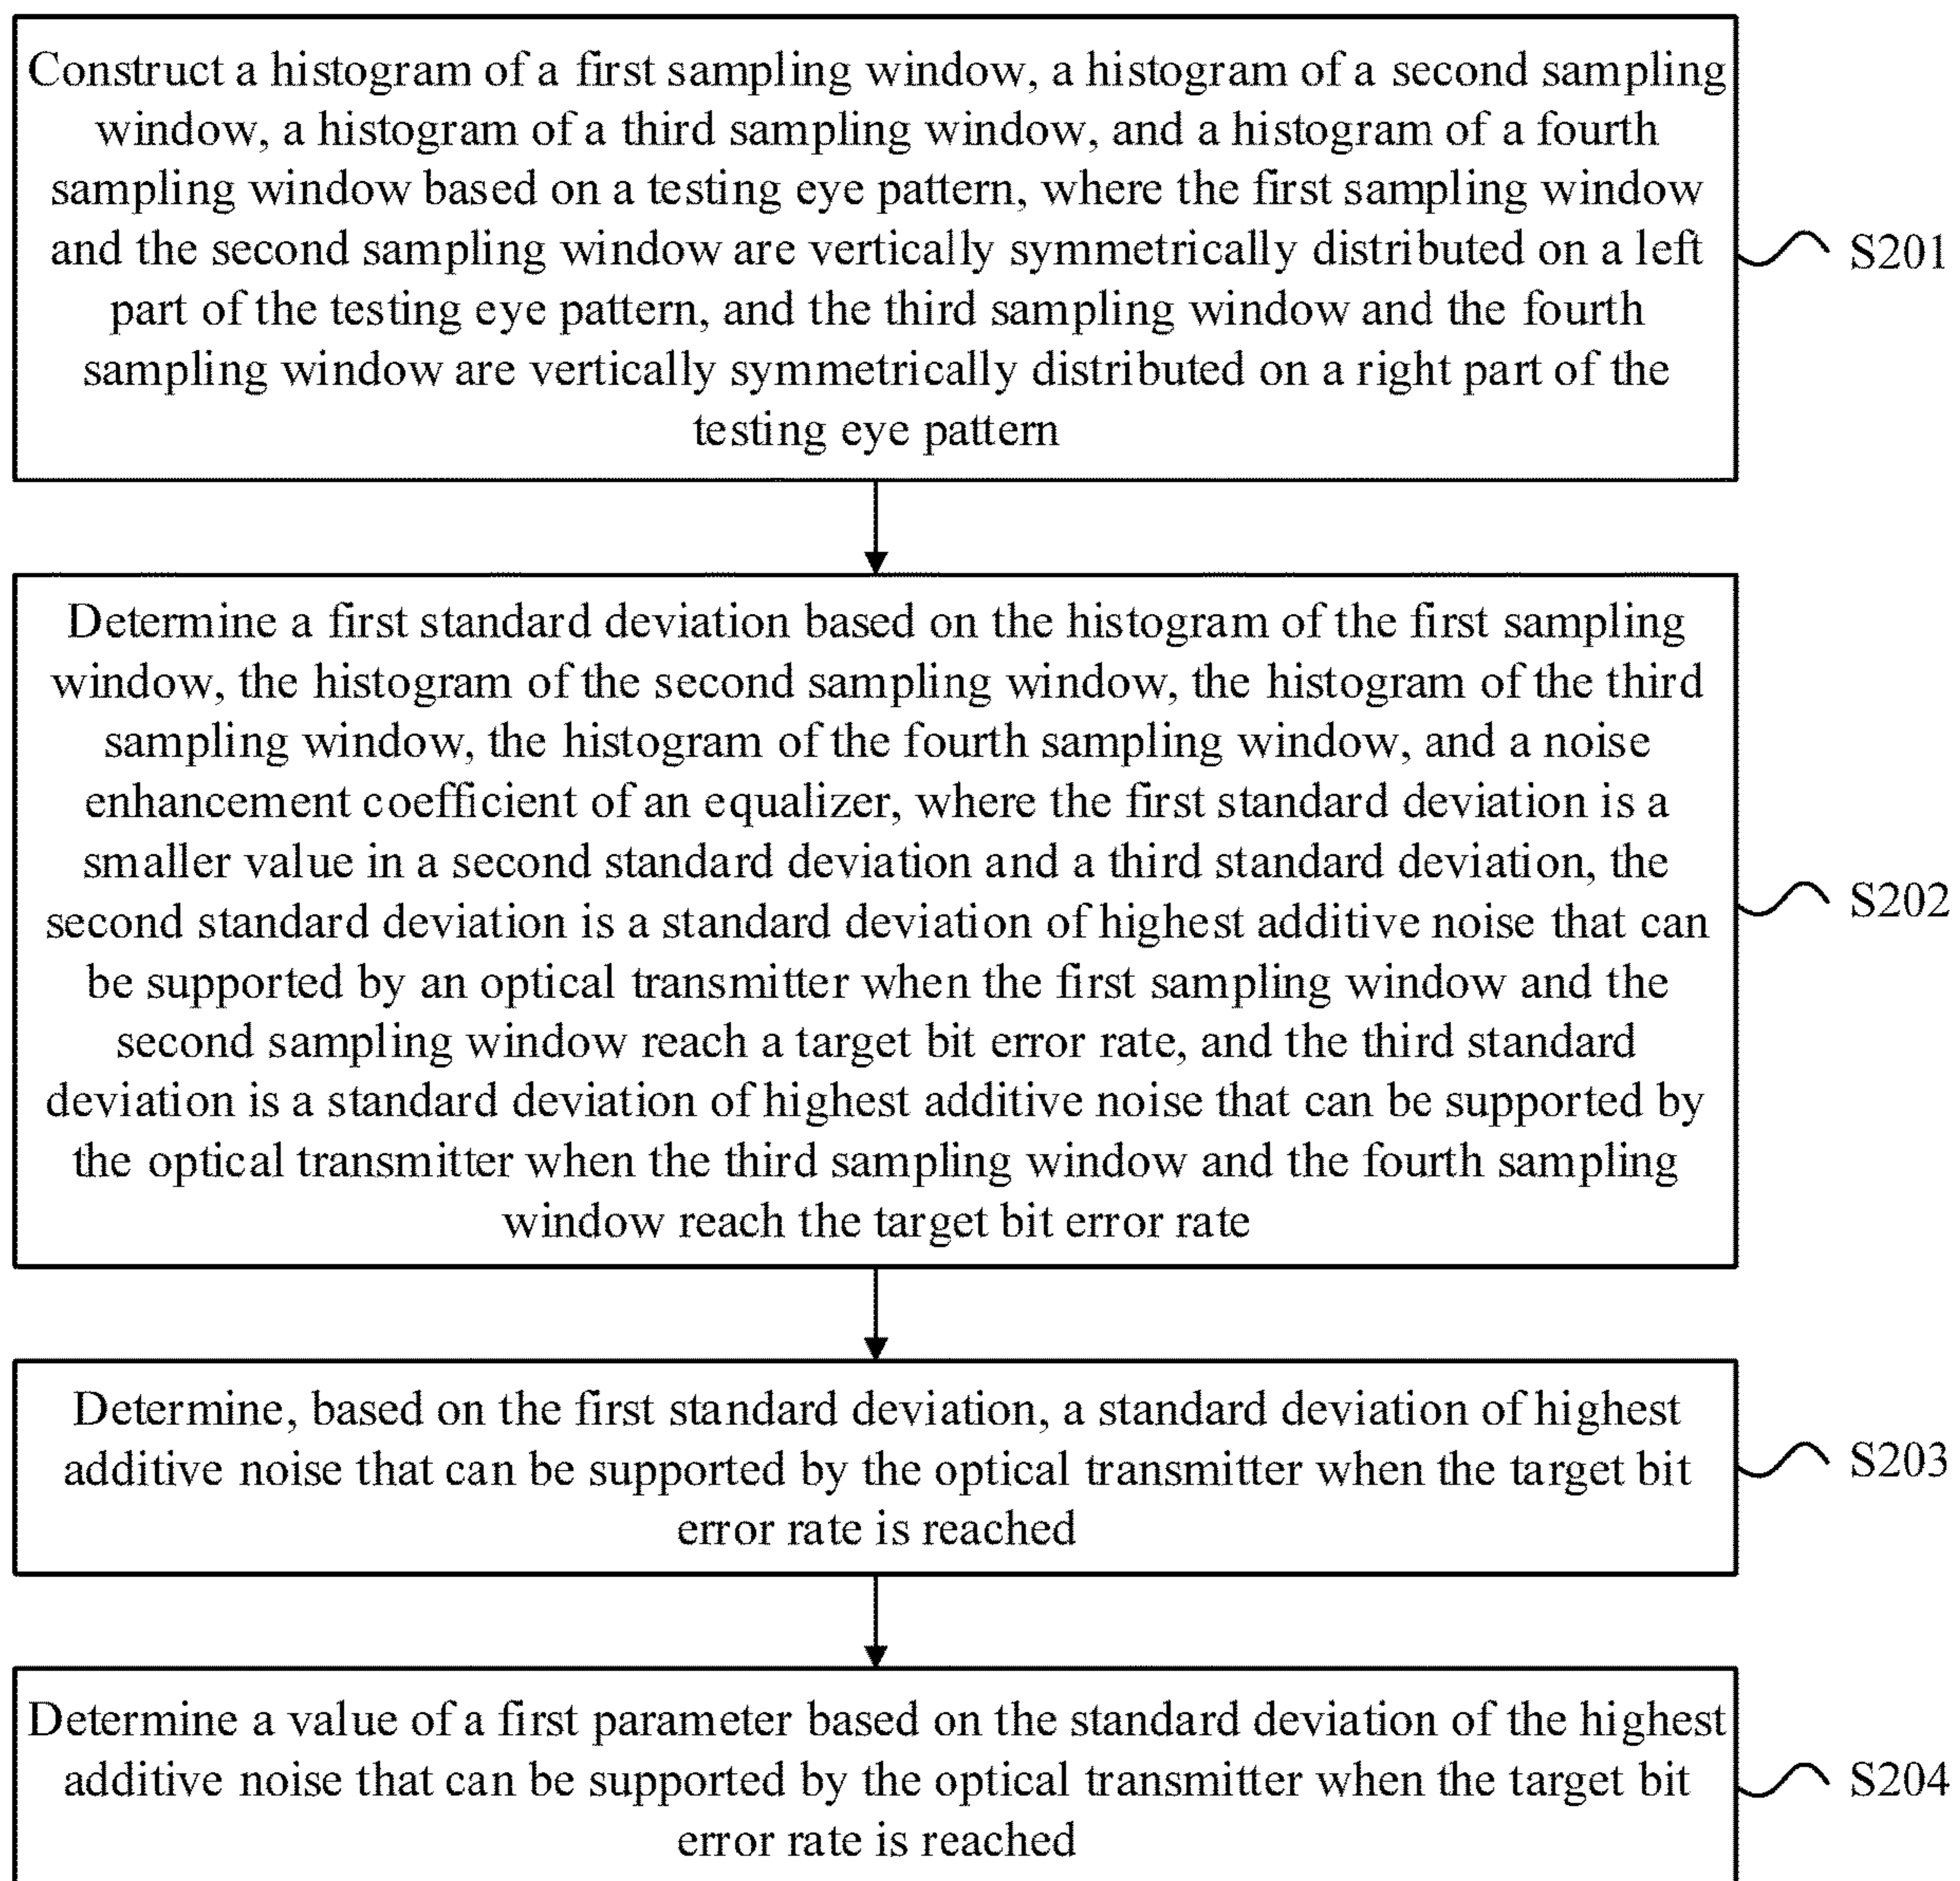 Construct a histogram of a first sampling window, a histogram of a second sampling
window, a histogram of a third sampling window, and a histogram of a fourth
sampling window based on a testing eye pattern, where the first sampling window
and the second sampling window are vertically symmetrically distributed on a left
part of the testing eye pattern, and the third sampling window and the fourth
sampling window are vertically symmetrically distributed on a right part of the
testing eye pattern
S201
Determine a first standard deviation based on the histogram of the first sampling
window, the histogram of the second sampling window, the histogram of the third
sampling window, the histogram of the fourth sampling window, and a noise
enhancement coefficient of an equalizer, where the first standard deviation is a
smaller value in a second standard deviation and a third standard deviation, the
second standard deviation is a standard deviation of highest additive noise that can
be supported by an optical transmitter when the first sampling window and the
second sampling window reach a target bit error rate, and the third standard
deviation is a standard deviation of highest additive noise that can be supported by
the optical transmitter when the third sampling window and the fourth sampling
window reach the target bit error rate
S202
Determine, based on the first standard deviation, a standard deviation of highest
additive noise that can be supported by the optical transmitter when the target bit
error rate is reached
S203
Determine a value of a first parameter based on the standard deviation of the highest
additive noise that can be supported by the optical transmitter when the target bit
error rate is reached
S204